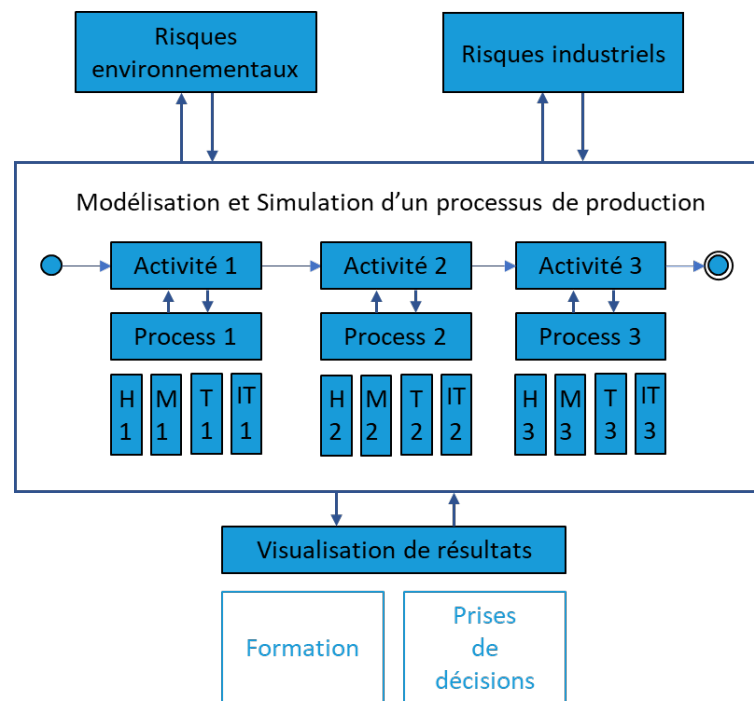 Risques
environnementaux
Risques industriels
Modélisation et Simulation d'un processus de production
Activité 1
Activité 2
Activité 3
Process 1
Process 2
Process 3
H
1
M
1
T
1
IT
1
H
2
M
2
T
2
IT
2
H
3
M
3
T
3
IT
3
Visualisation de résultats
Formation
Prises
de
décisions